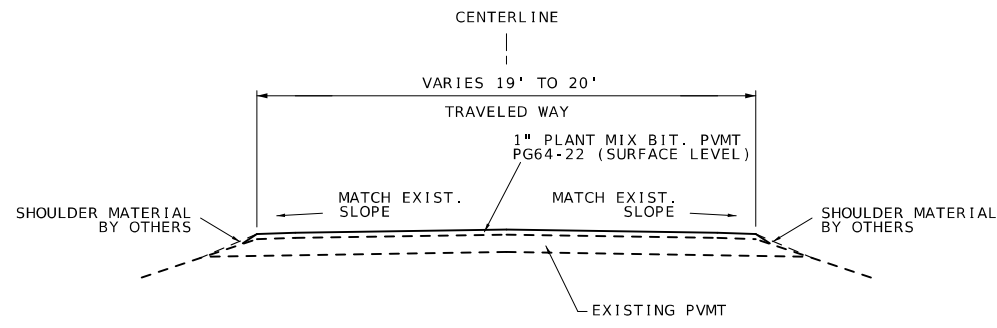 CENTERLINE
VARIES 19' TO 20'
TRAVELED WAY
1" PLANT MIX BIT. PVMT
PG64-22 (SURFACE LEVEL)
MATCH EXIST.
SLOPE
MATCH EXIST.
SLOPE
SHOULDER MATERIAL
BY OTHERS
SHOULDER MATERIAL
BY OTHERS
EXISTING PVMT